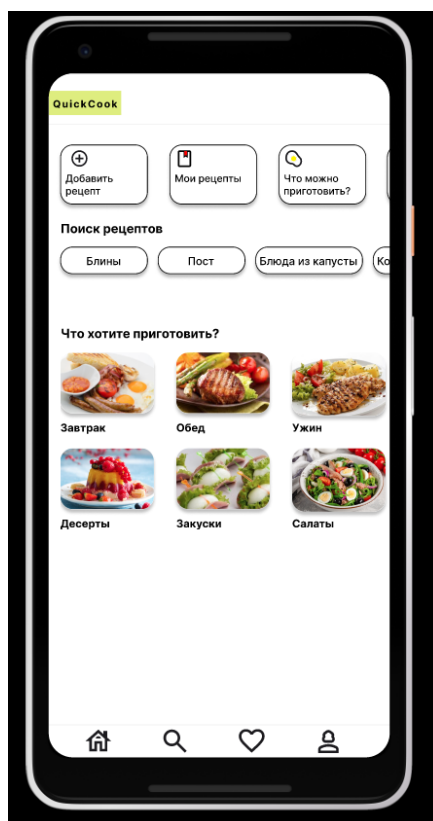 QuickCook
Добавить
рецепт
Мои рецепты
Что можно
приготовить?
Поиск рецептов
Блины
Пост
Блюда из капусты
Ко
Что хотите приготовить?
Завтрак
Обед
Ужин
Десерты
Закуски
Салаты